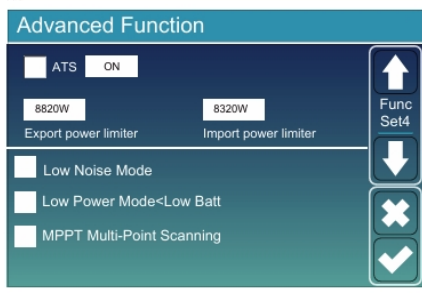 Advanced Function
ATS ON
8820W 8320W
Export power limiter Import power limiter
Func
Set4
Low Noise Mode
Low Power Mode<Low Batt
MPPT Multi-Point Scanning